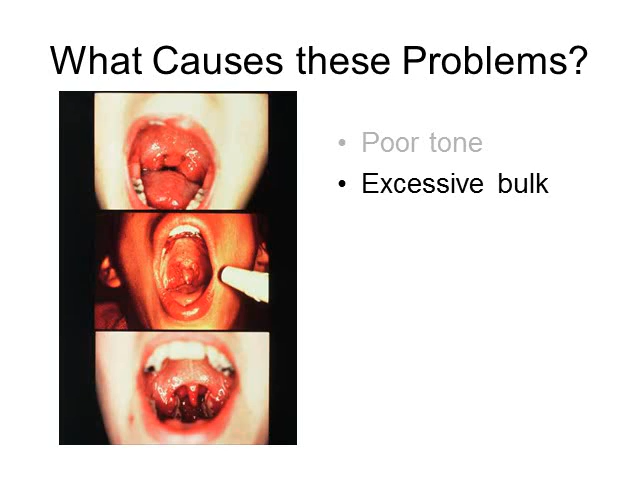 What Causes these Problems?
• Poor tone
• Excessive bulk